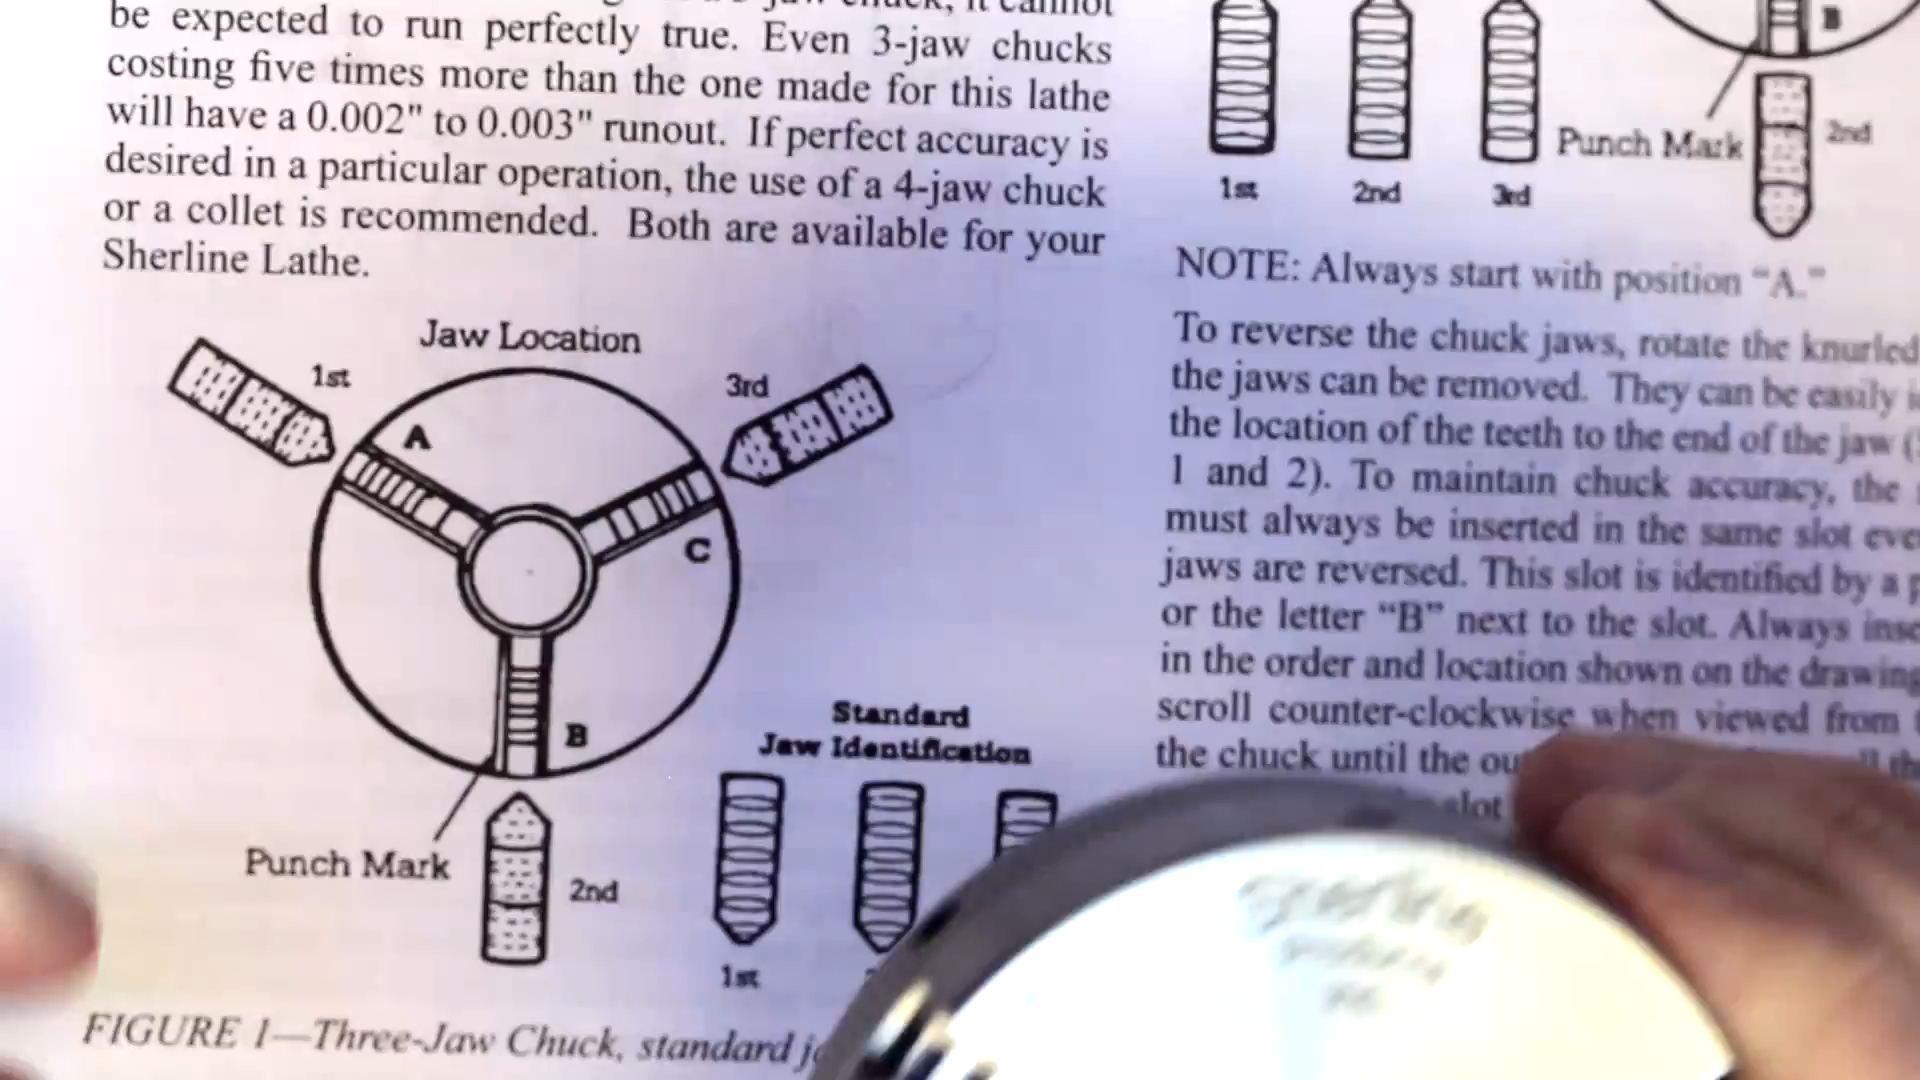 be expected to run perfectly true. Even 3-jaw chucks
costing five times more than the one made for this lathe
will have a 0.002" to 0.003" runout. If perfect accuracy is
desired in a particular operation, the use of a 4-jaw chuck
or a collet is recommended. Both are available for your
Sherline Lathe.
Jaw Location
1st
3rd
A
C
B
Punch Mark
2nd
Standard
Jaw Identification
1st
FIGURE 1—Three-Jaw Chuck, standard
B
Punch Mark
2nd
1st 2nd 3rd
NOTE: Always start with position “A.”
To reverse the chuck jaws, rotate the knurled
the jaws can be removed. They can be easily
the location of the teeth to the end of the jaw
1 and 2). To maintain chuck accuracy, the
must always be inserted in the same slot
jaws are reversed. This slot is identified by a
or the letter “B” next to the slot. Always
in the order and location shown on the drawing
scroll counter-clockwise when viewed from
the chuck until the
slot